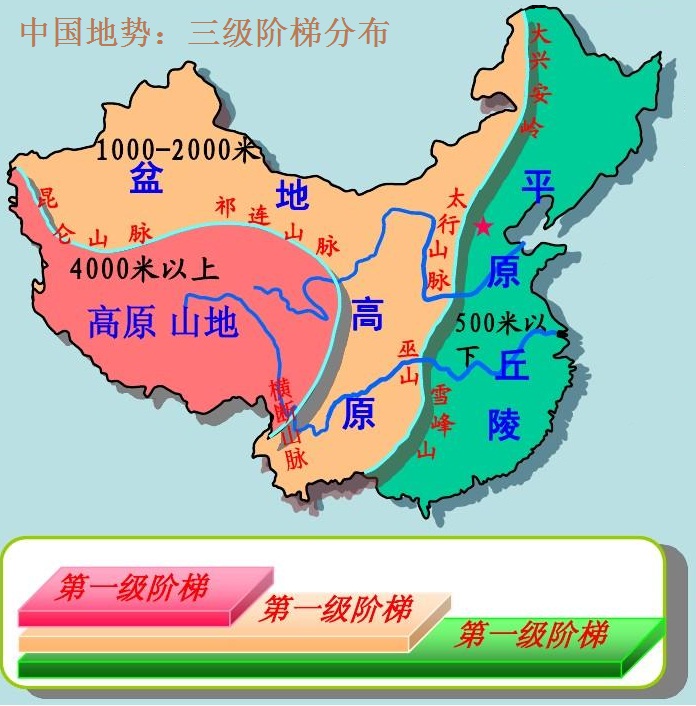 中国地势：三级阶梯分布
大兴安岭
1000-2000米
盆地
平原
昆仑山脉
祁连山脉
太行山脉
4000米以上
高原 山地
高原
500米以下
丘陵
巫山
雪峰山
横断山脉
第一级阶梯
第一级阶梯
第一级阶梯